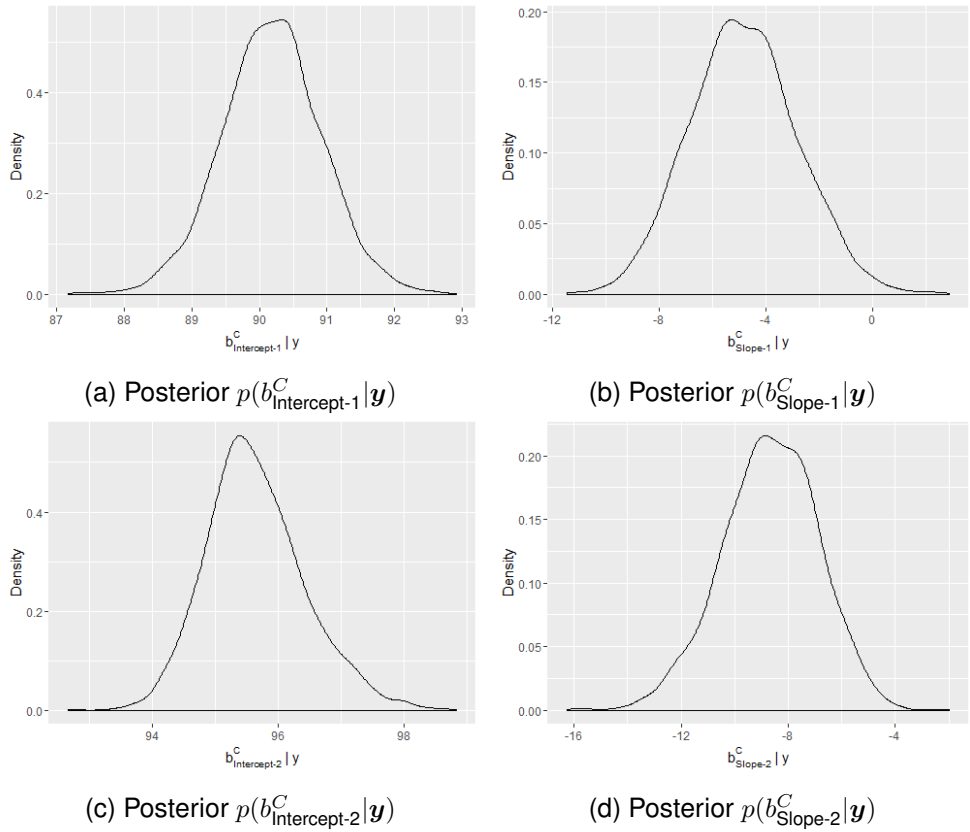 Density
0.4
0.2
0.0
87 88 89 90 91 92 93
b^C_Intercept-1 | y
(a) Posterior p(b^C_Intercept-1|y)
Density
0.20
0.15
0.10
0.05
0.00
-12 -8 -4 0
b^C_Slope-1 | y
(b) Posterior p(b^C_Slope-1|y)
Density
0.4
0.2
0.0
94 96 98
b^C_Intercept-2 | y
(c) Posterior p(b^C_Intercept-2|y)
Density
0.20
0.15
0.10
0.05
0.00
-16 -12 -8 -4
b^C_Slope-2 | y
(d) Posterior p(b^C_Slope-2|y)